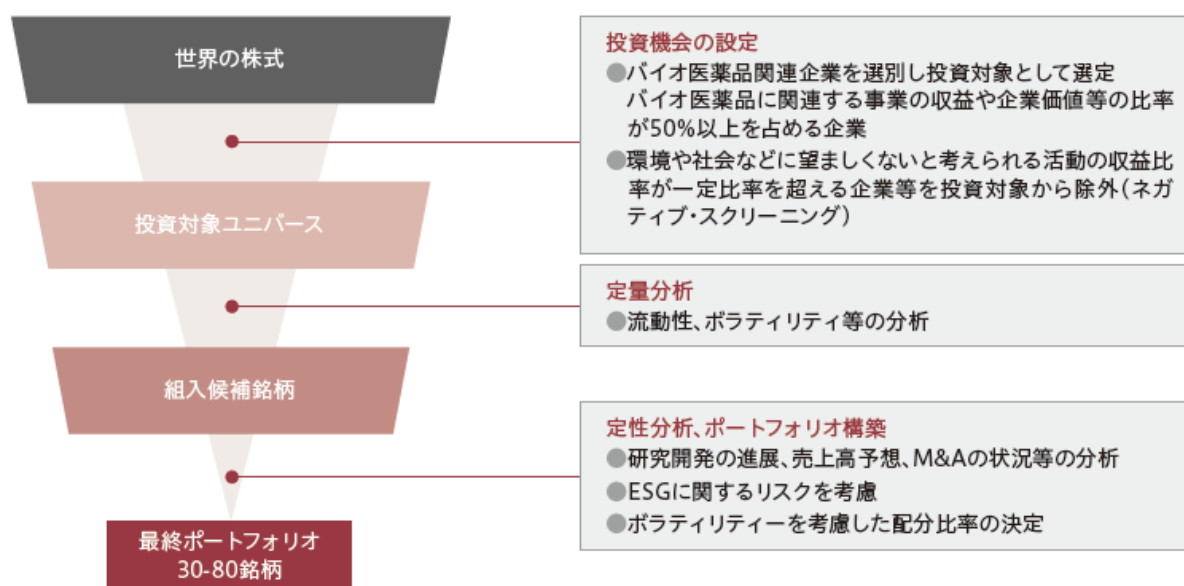 世界の株式
投資対象ユニバース
組入候補銘柄
最終ポートフォリオ
30-80銘柄
投資機会の設定
●バイオ医薬品関連企業を選別し投資対象として選定
バイオ医薬品に関連する事業の収益や企業価値等の比率
が50%以上を占める企業
●環境や社会などに望ましくないと考えられる活動の収益比
率が一定比率を超える企業等を投資対象から除外(ネガ
ティブ・スクリーニング)
定量分析
●流動性、ボラティリティ等の分析
定性分析、ポートフォリオ構築
●研究開発の進展、売上高予想、M&Aの状況等の分析
●ESGに関するリスクを考慮
●ボラティリティーを考慮した配分比率の決定